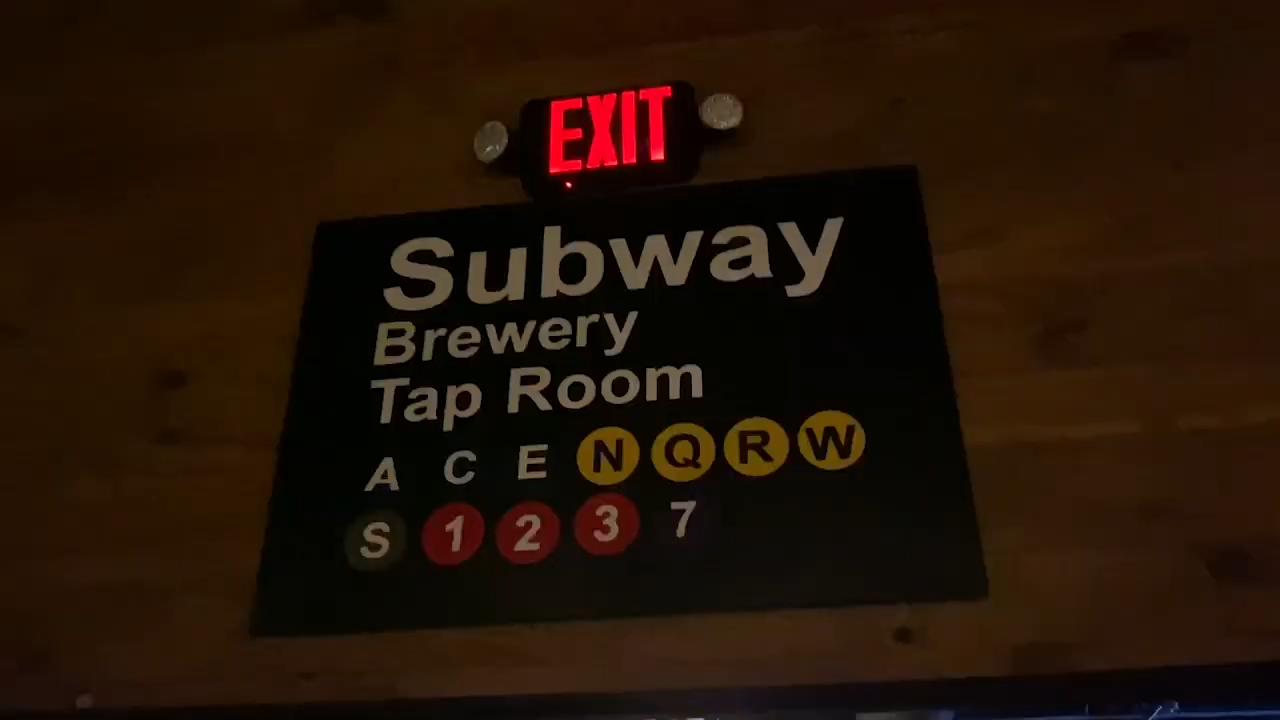 EXIT
Subway
Brewery
Tap Room
A C E N Q R W
S 1 2 3 7